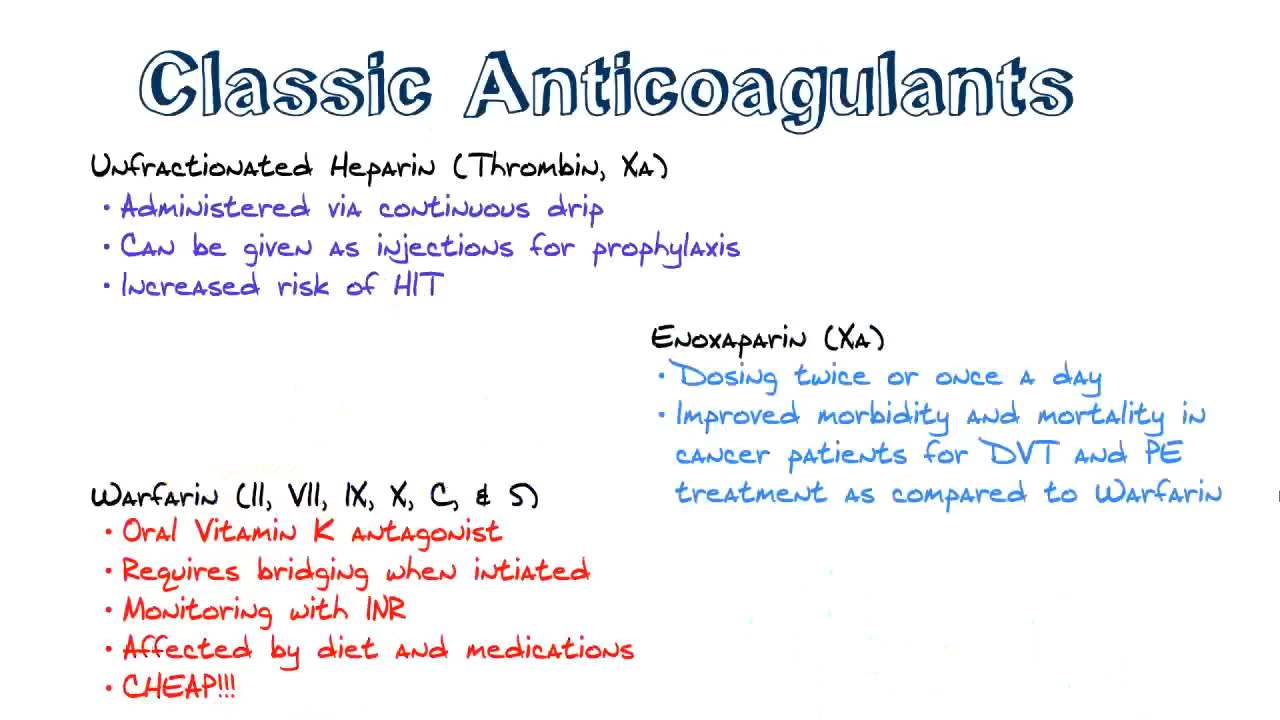 Classic Anticoagulants
Unfractionated Heparin (Thrombin, Xa)
• Administered via continuous drip
• Can be given as injections for prophylaxis
• Increased risk of HIT
Enoxaparin (Xa)
• Dosing twice or once a day
• Improved morbidity and mortality in
cancer patients for DVT and PE
treatment as compared to Warfarin
Warfarin (II, VII, IX, X, C, & S)
• Oral Vitamin K antagonist
• Requires bridging when intiated
• Monitoring with INR
• Affected by diet and medications
• CHEAP!!!